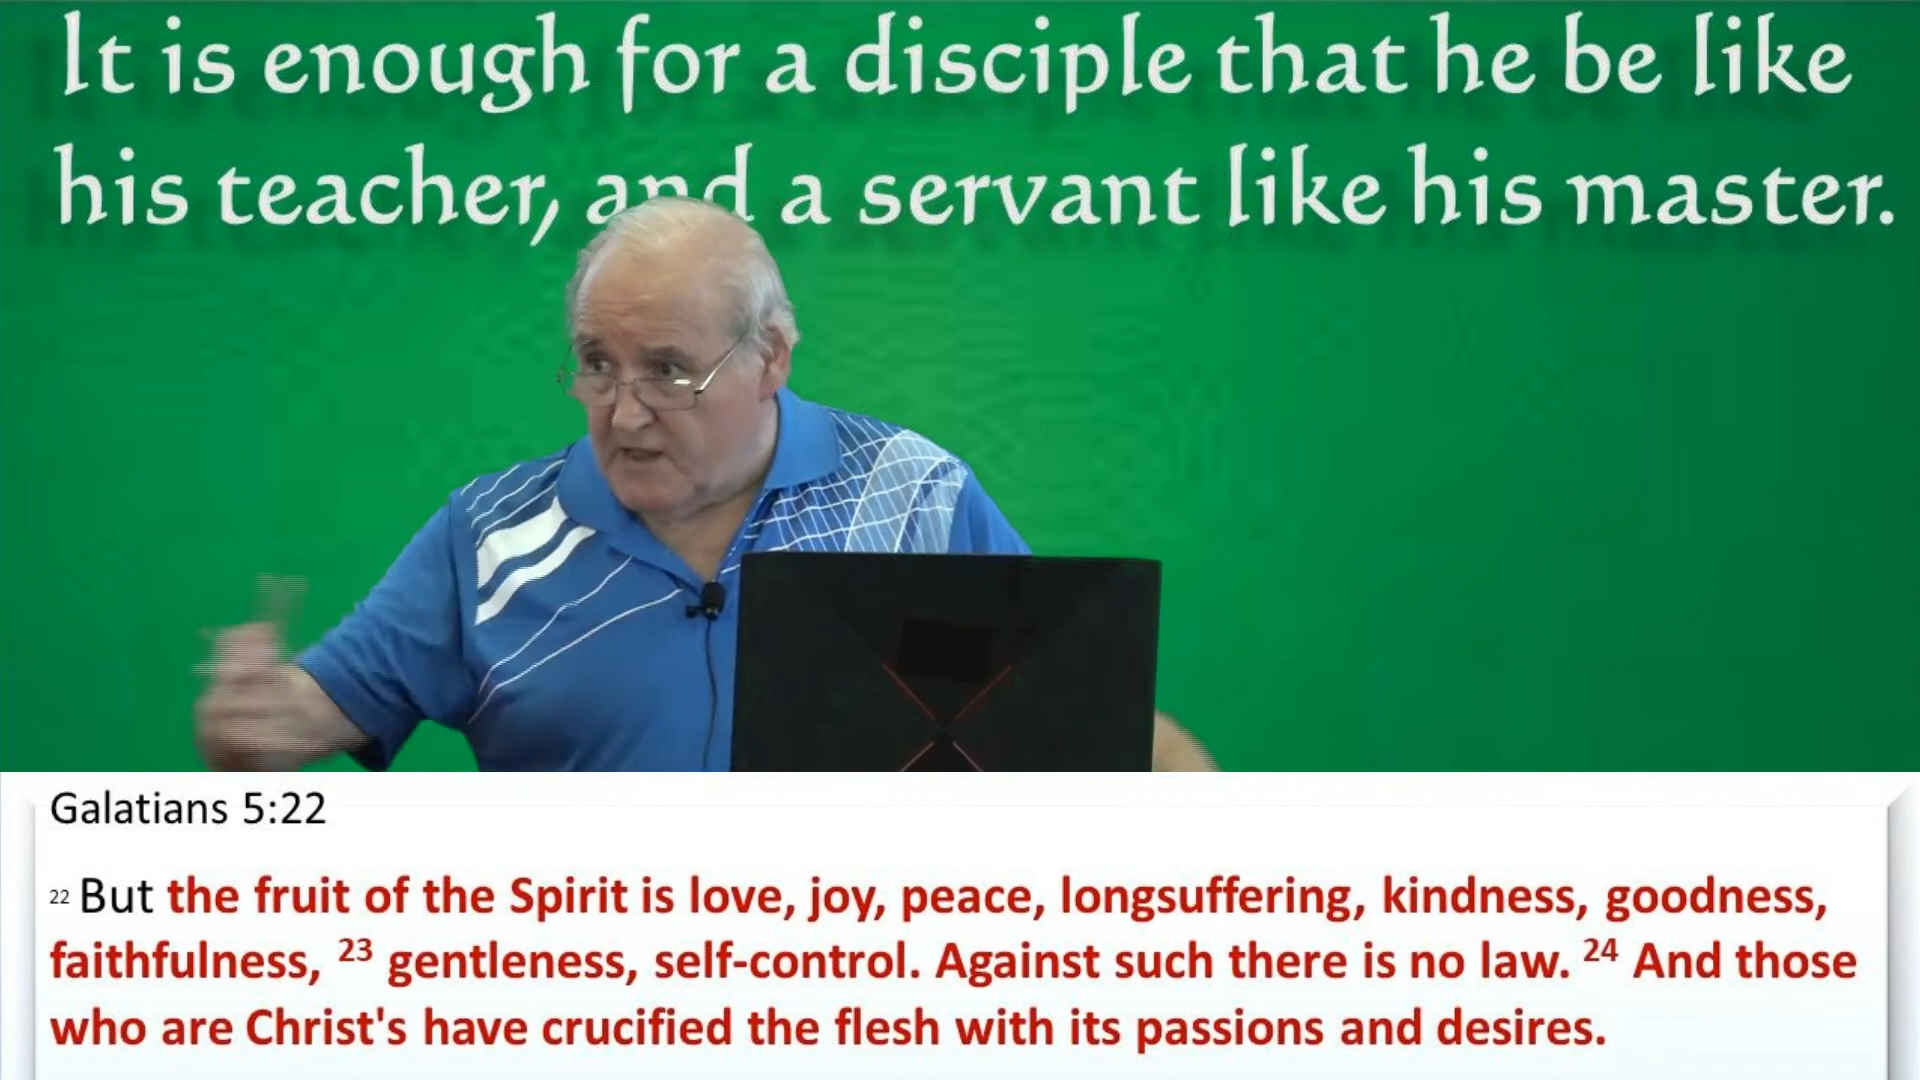 It is enough for a disciple that he be like
his teacher, and a servant like his master.
Galatians 5:22
22 But the fruit of the Spirit is love, joy, peace, longsuffering, kindness, goodness,
faithfulness, 23 gentleness, self-control. Against such there is no law. 24 And those
who are Christ's have crucified the flesh with its passions and desires.